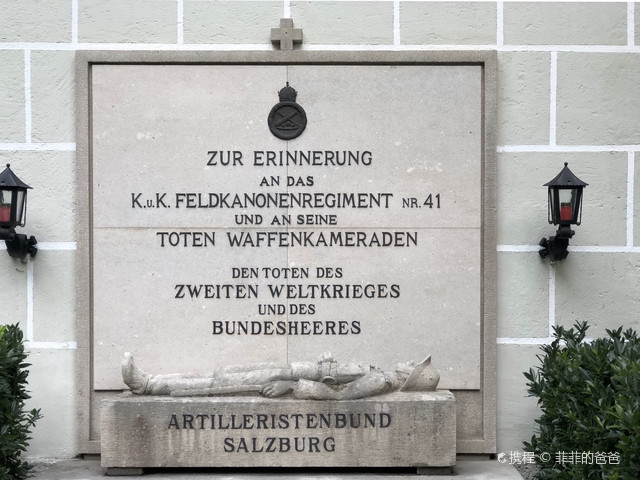 ZUR ERINNERUNG
AN DAS
K.u.K. FELDKANONENREGIMENT NR. 41
UND AN SEINE
TOTEN WAFFENKAMERADEN
DEN TOTEN DES
ZWEITEN WELTKRIEGES
UND DES
BUNDESHEERES
ARTILLERISTENBUND
SALZBURG
携程 © 菲菲的爸爸